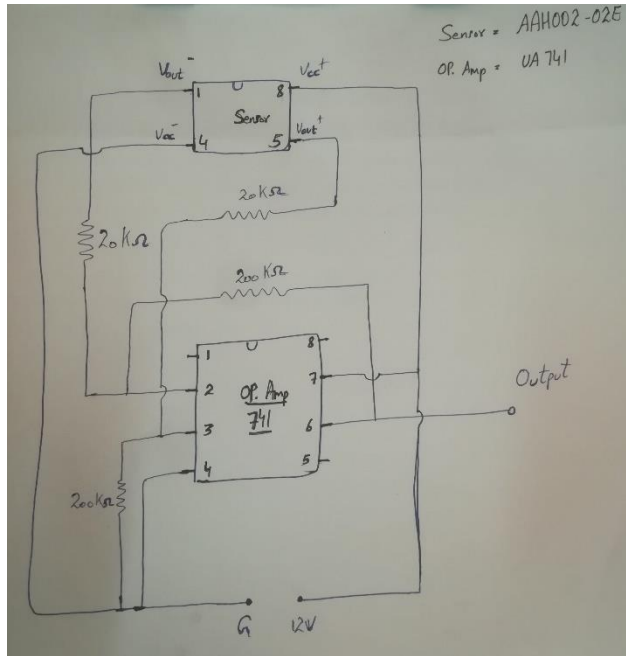 Sensor = AAH002-02E
OP. Amp = UA 741
Vout-
Vcc+
1
8
Sensor
Vcc-
Vout+
4
5
20KΩ
20KΩ
200KΩ
1
8
2
OP. Amp
7
741
3
6
4
5
Output
200KΩ
G
12V